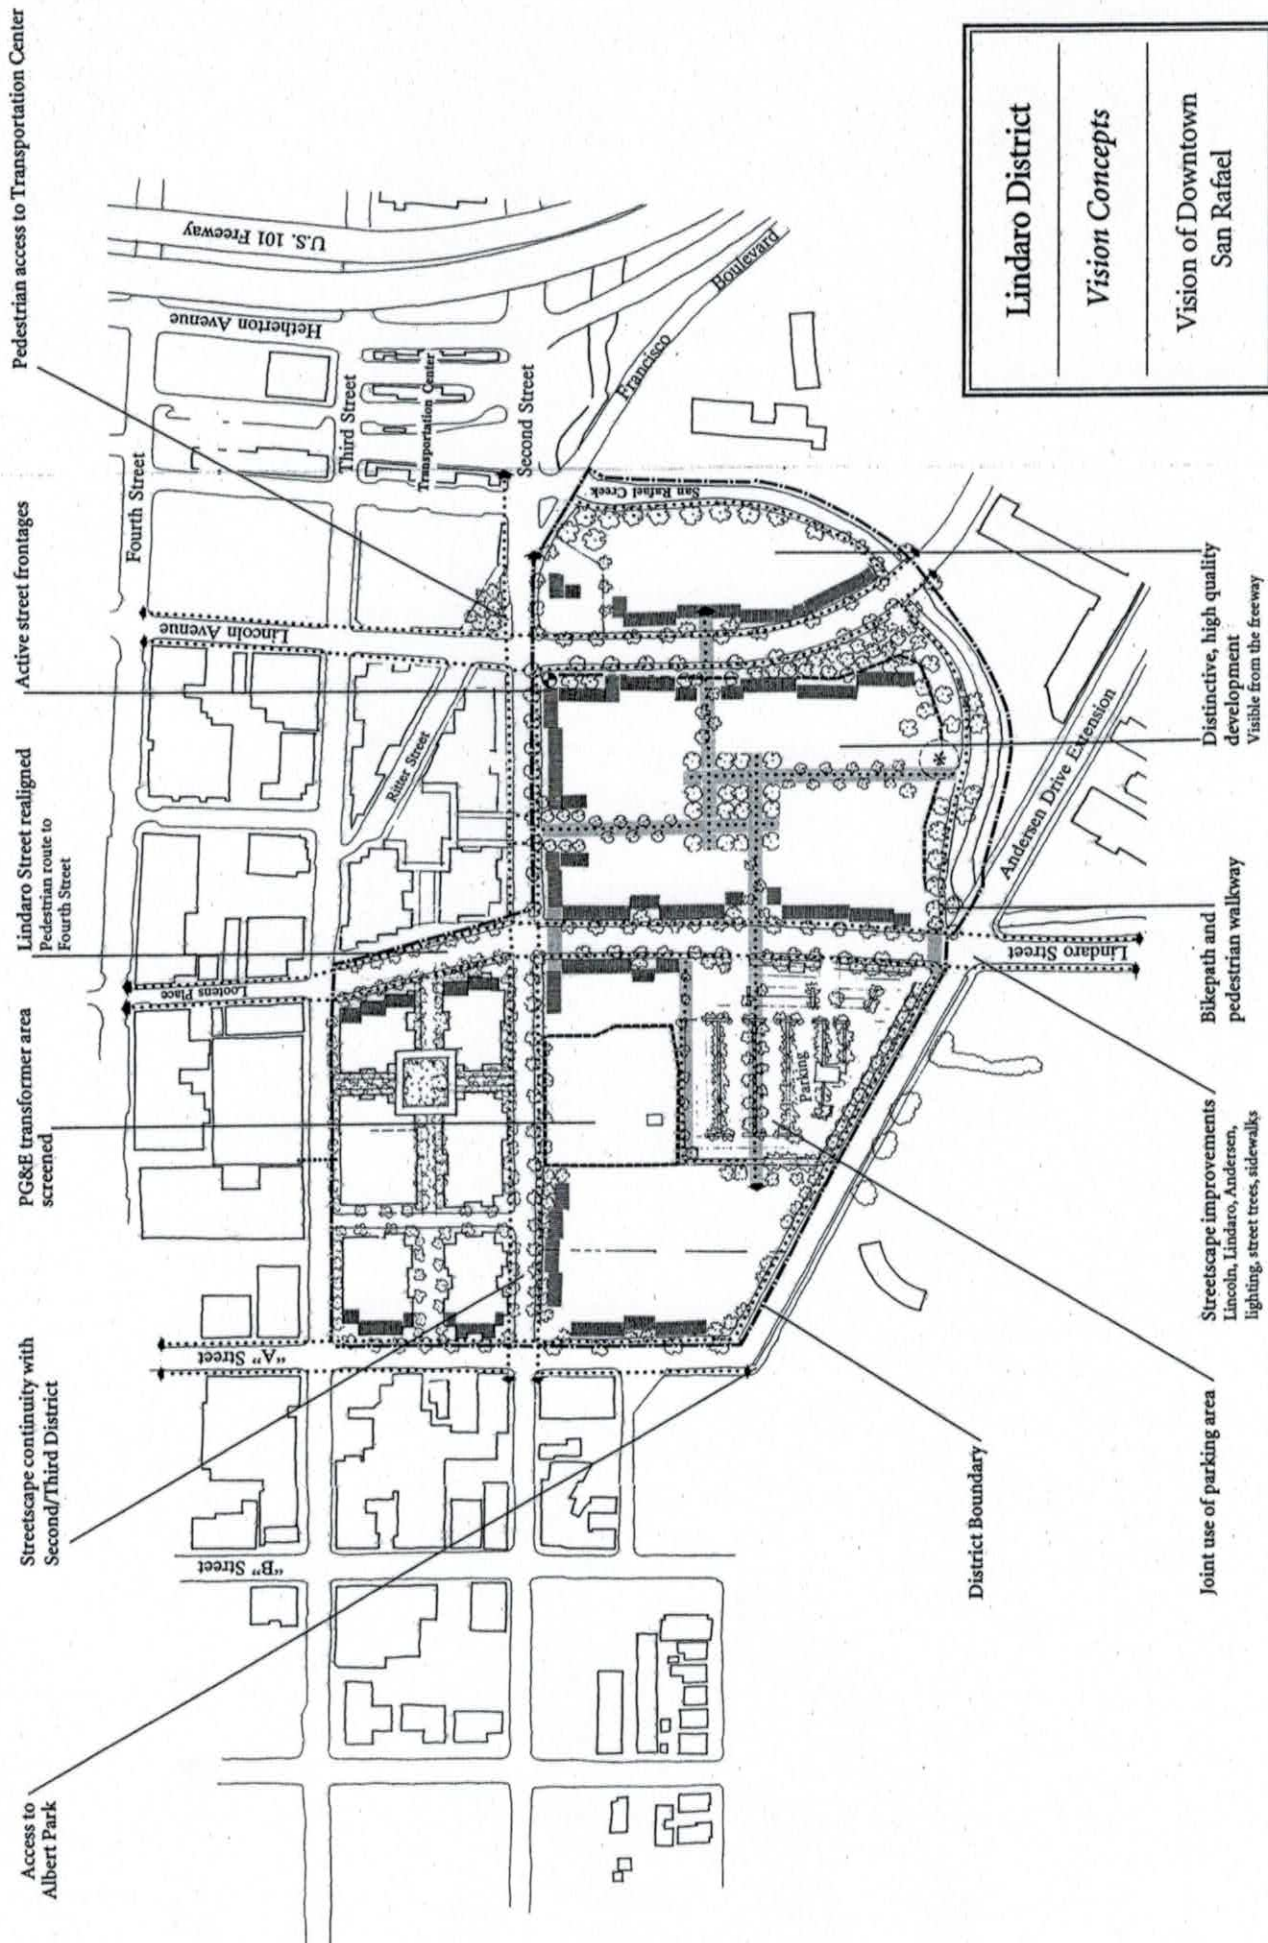 Access to
Albert Park
Streetscape continuity with
Second/Third District
PG&E transformer area
screened
Lindaro Street realigned
Pedestrian route to
Fourth Street
Active street frontages
Pedestrian access to Transportation Center
"B" Street
"A" Street
Lootens Place
Ritter Street
Lincoln Avenue
Fourth Street
Third Street
Transportation Center
Second Street
Hetherton Avenue
U.S. 101 Freeway
Francisco
Boulevard
San Rafael Creek
*
Parking
Andersen Drive Extension
Lindaro Street
District Boundary
Joint use of parking area
Streetscape improvements
Lincoln, Lindaro, Andersen,
lighting, street trees, sidewalks
Bikepath and
pedestrian walkway
Distinctive, high quality
development
Visible from the freeway
Lindaro District
Vision Concepts
Vision of Downtown
San Rafael